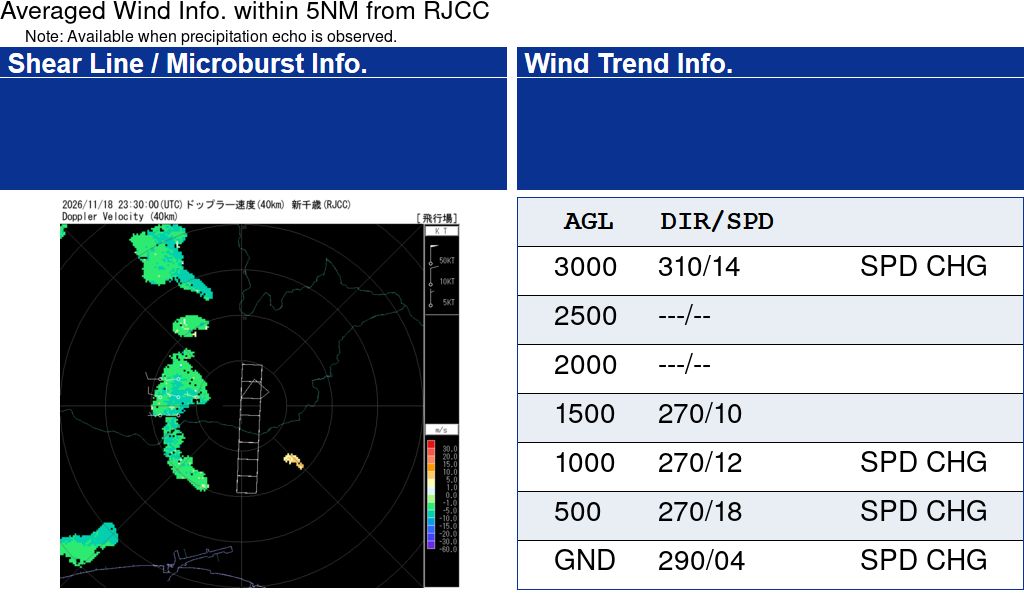 Averaged Wind Info. within 5NM from RJCC
Note: Available when precipitation echo is observed.
Shear Line / Microburst Info.
Wind Trend Info.
2026/11/18 23:30:00(UTC) ドップラー速度(40km) 新千歳(RJCC)
Doppler Velocity (40km)
[飛行場]
KT
50KT
10KT
5KT
m/s
30.0
20.0
15.0
10.0
5.0
1.0
0.0
-1.0
-5.0
-10.0
-15.0
-20.0
-30.0
-60.0
AGL DIR/SPD
3000 310/14 SPD CHG
2500 ---/--
2000 ---/--
1500 270/10
1000 270/12 SPD CHG
500 270/18 SPD CHG
GND 290/04 SPD CHG